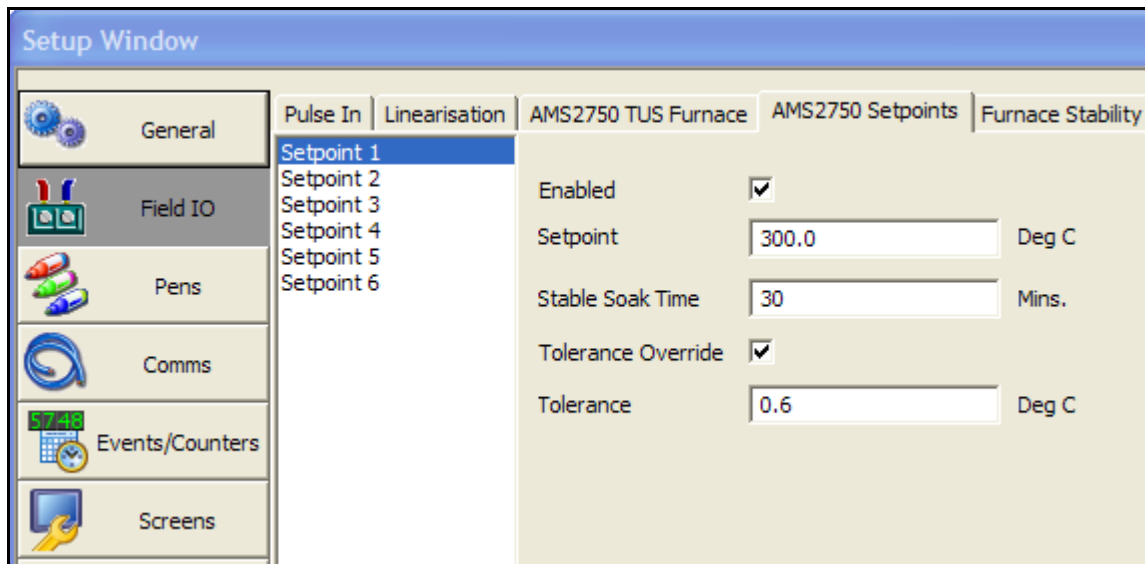 Setup Window
General
Field IO
Pens
Comms
5748
Events/Counters
Screens
Pulse In
Linearisation
AMS2750 TUS Furnace
AMS2750 Setpoints
Furnace Stability
Setpoint 1
Setpoint 2
Setpoint 3
Setpoint 4
Setpoint 5
Setpoint 6
Enabled
Setpoint 300.0 Deg C
Stable Soak Time 30 Mins.
Tolerance Override
Tolerance 0.6 Deg C